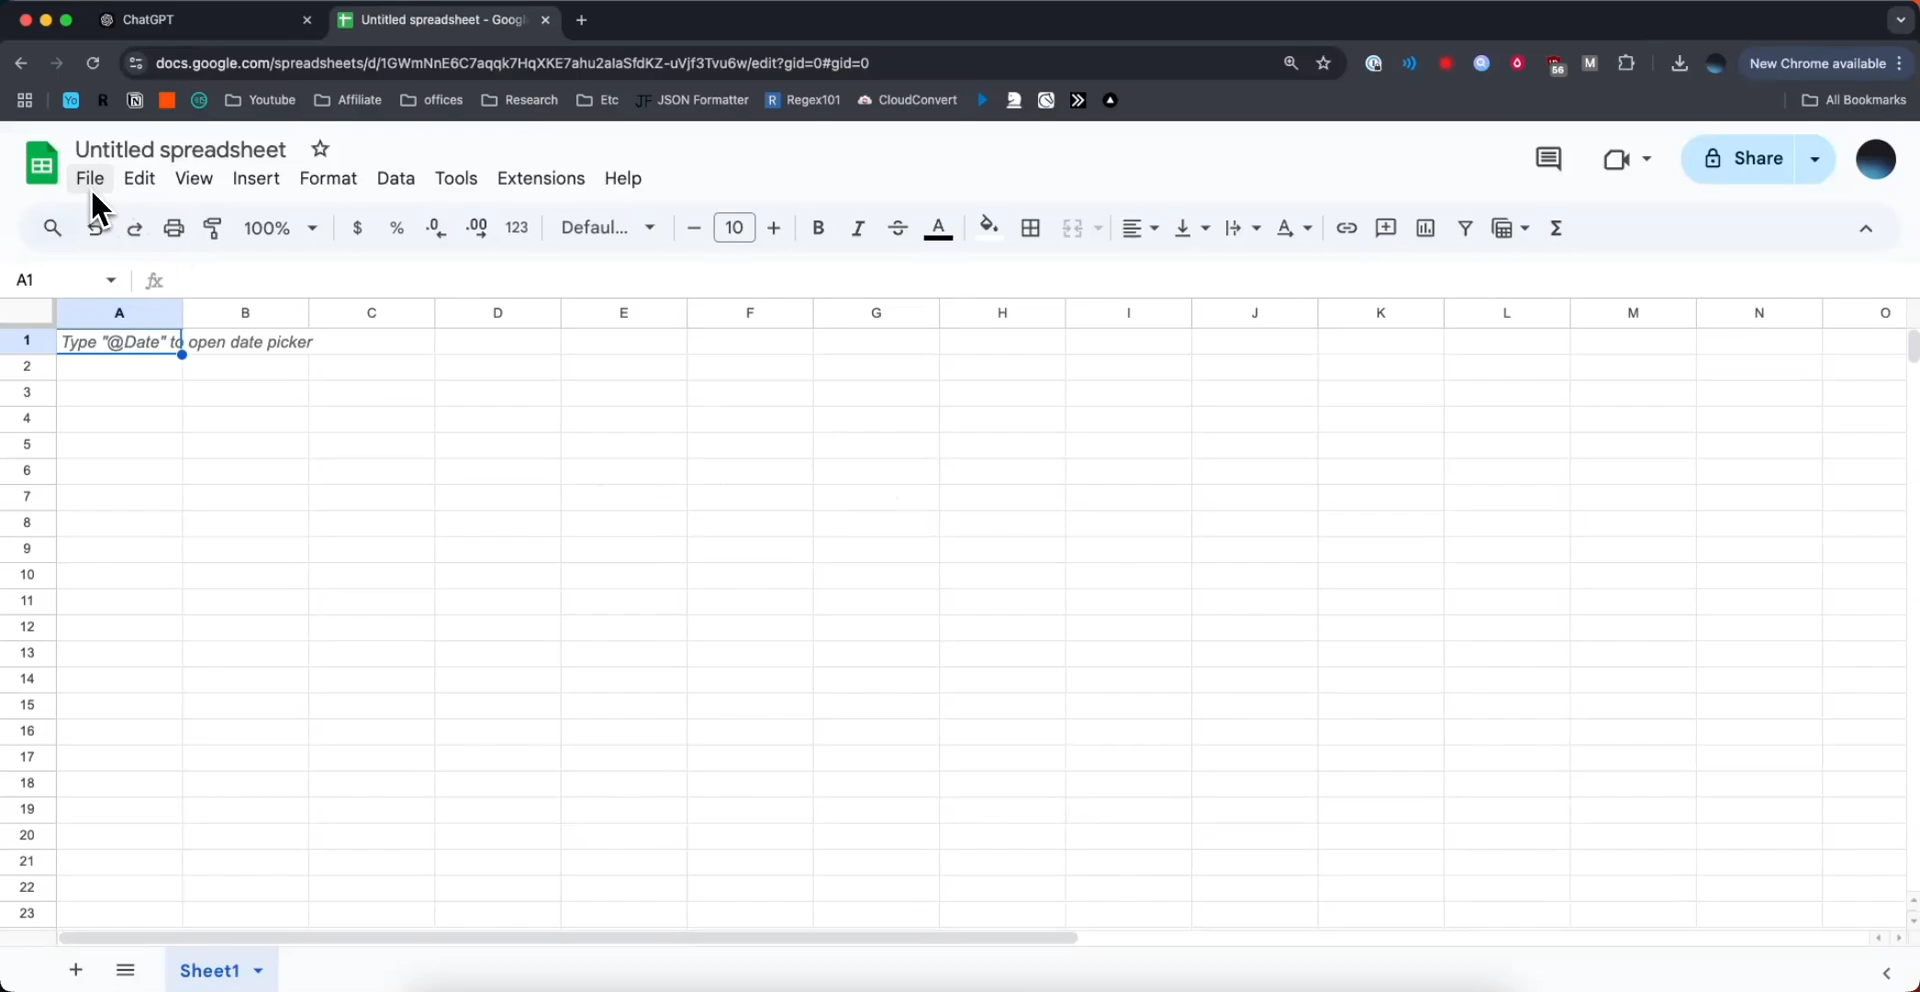 ChatGPT
Untitled spreadsheet - Goog
docs.google.com/spreadsheets/d/1GWmNnE6C7aqqk7HqXKE7ahu2alaSfdKZ-uVjf3Tvu6w/edit?gid=0#gid=0
56
M
New Chrome available
Yo
R
Youtube
Affiliate
offices
Research
Etc
JF JSON Formatter
R Regex101
CloudConvert
All Bookmarks
Untitled spreadsheet
File Edit View Insert Format Data Tools Extensions Help
Share
100% $ % .0 .00 123 Defaul... 10 B I S A Σ
A1 fx
A B C D E F G H I J K L M N O
1 Type "@Date" to open date picker
2
3
4
5
6
7
8
9
10
11
12
13
14
15
16
17
18
19
20
21
22
23
Sheet1